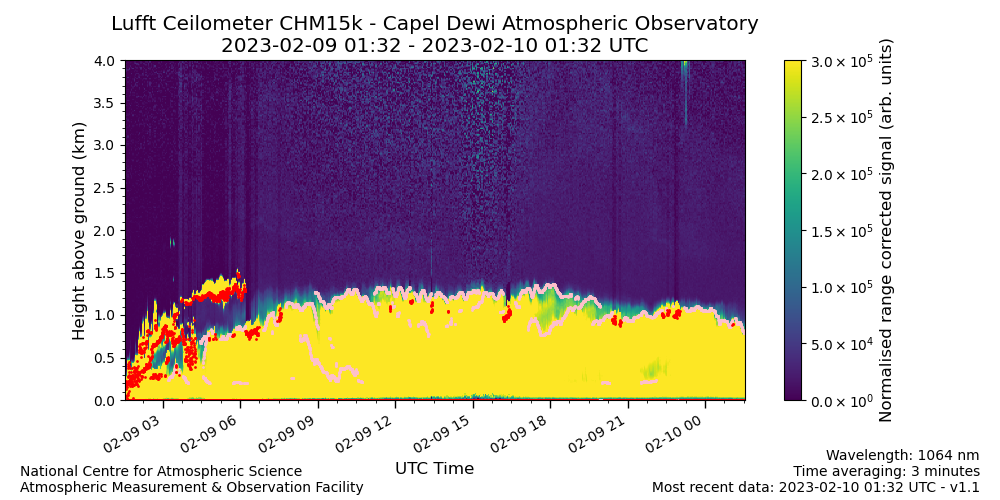 Lufft Ceilometer CHM15k - Capel Dewi Atmospheric Observatory
2023-02-09 01:32 - 2023-02-10 01:32 UTC
Height above ground (km)
4.0
3.5
3.0
2.5
2.0
1.5
1.0
0.5
0.0
02-09 03
02-09 06
02-09 09
02-09 12
02-09 15
02-09 18
02-09 21
02-10 00
UTC Time
3.0 × 10⁵
2.5 × 10⁵
2.0 × 10⁵
1.5 × 10⁵
1.0 × 10⁵
5.0 × 10⁴
0.0 × 10⁰
Normalised range corrected signal (arb. units)
National Centre for Atmospheric Science
Atmospheric Measurement & Observation Facility
Wavelength: 1064 nm
Time averaging: 3 minutes
Most recent data: 2023-02-10 01:32 UTC - v1.1